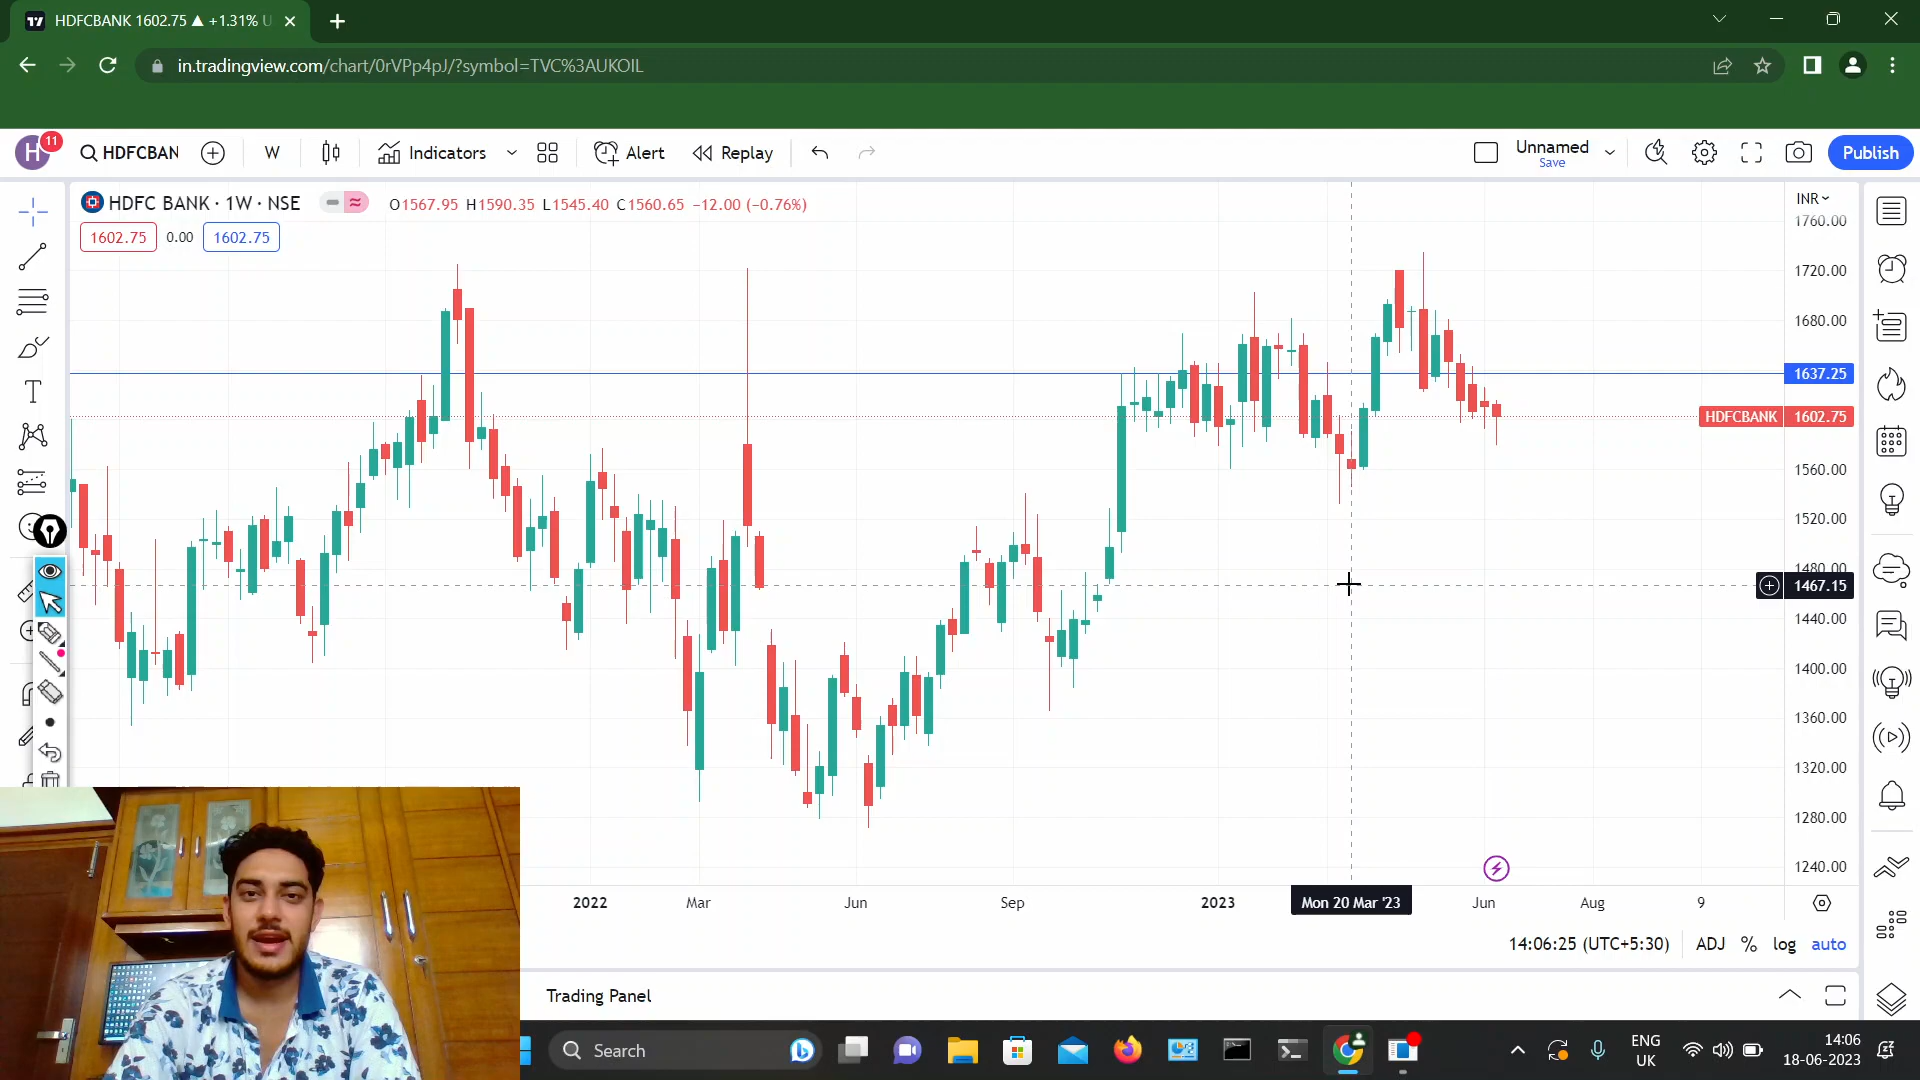 HDFCBANK 1602.75 ▲ +1.31% U
in.tradingview.com/chart/0rVPp4pJ/?symbol=TVC%3AUKOIL
H
11
HDFCBAN
W
Indicators
Alert
Replay
Unnamed
Save
Publish
HDFC BANK · 1W · NSE
O1567.95 H1590.35 L1545.40 C1560.65 −12.00 (−0.76%)
1602.75
0.00
1602.75
INR
1760.00
1720.00
1680.00
1637.25
HDFCBANK 1602.75
1560.00
1520.00
1480.00
1467.15
1440.00
1400.00
1360.00
1320.00
1280.00
1240.00
2022
Mar
Jun
Sep
2023
Mon 20 Mar '23
Jun
Aug
9
14:06:25 (UTC+5:30)
ADJ
%
log
auto
Trading Panel
Search
ENG
UK
14:06
18-06-2023